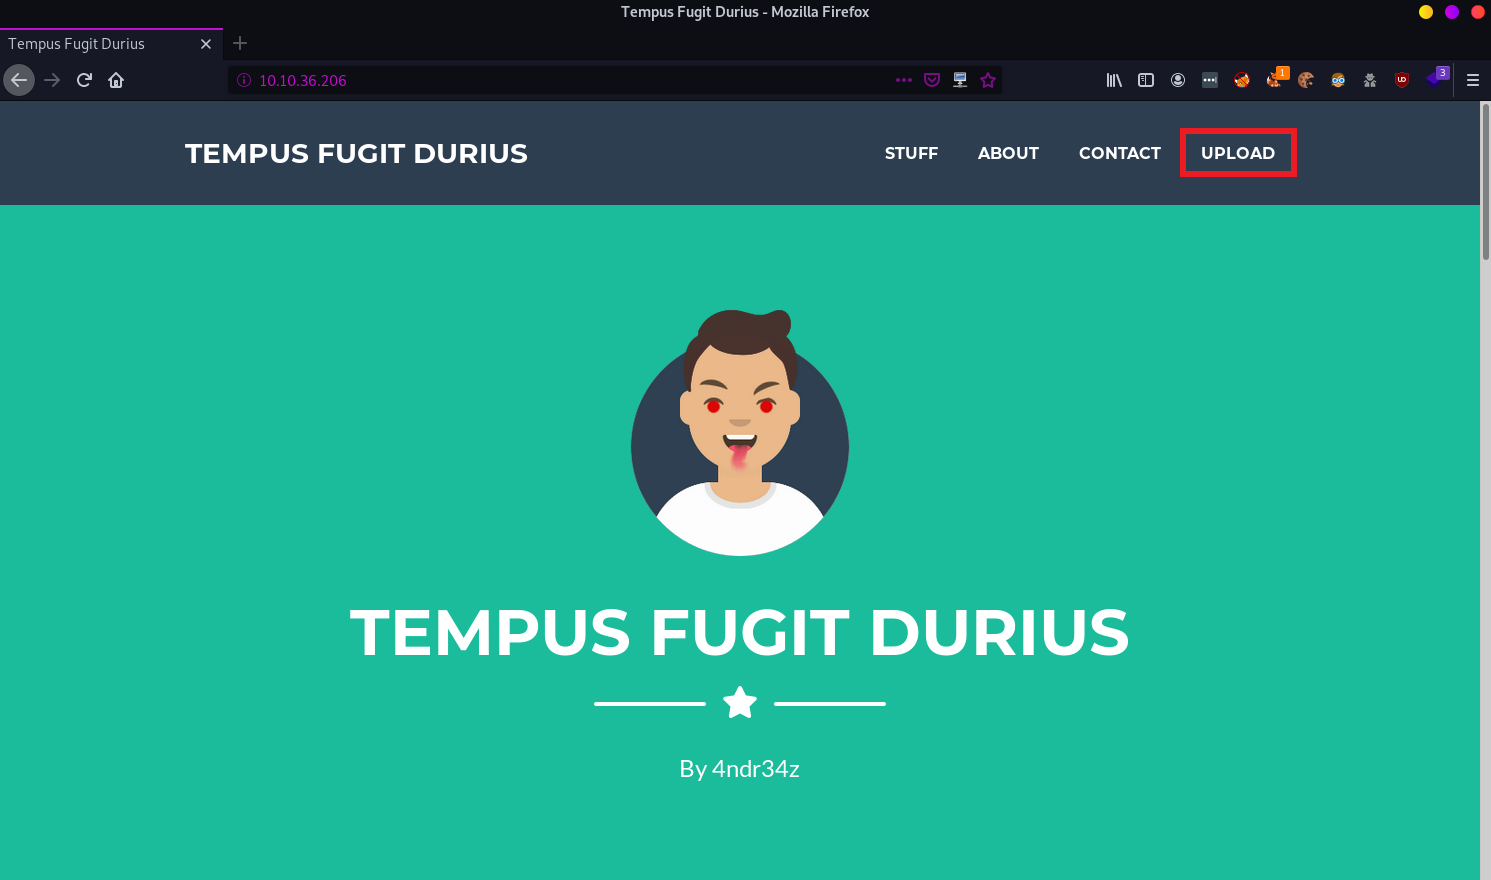 Tempus Fugit Durius - Mozilla Firefox
Tempus Fugit Durius
10.10.36.206
1
3
TEMPUS FUGIT DURIUS
STUFF ABOUT CONTACT UPLOAD
TEMPUS FUGIT DURIUS
By 4ndr34z